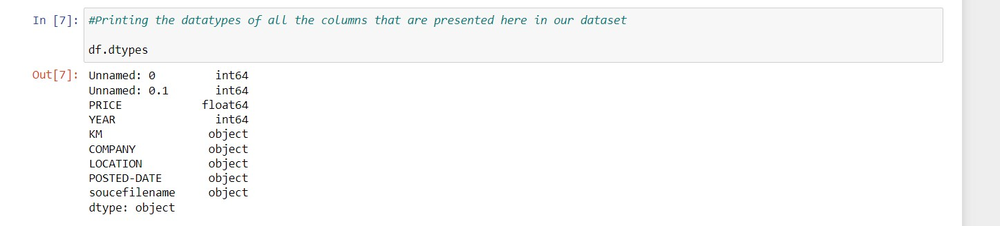 In [7]: #Printing the datatypes of all the columns that are presented here in our dataset
df.dtypes
Out[7]: Unnamed: 0 int64
Unnamed: 0.1 int64
PRICE float64
YEAR int64
KM object
COMPANY object
LOCATION object
POSTED-DATE object
soucefilename object
dtype: object